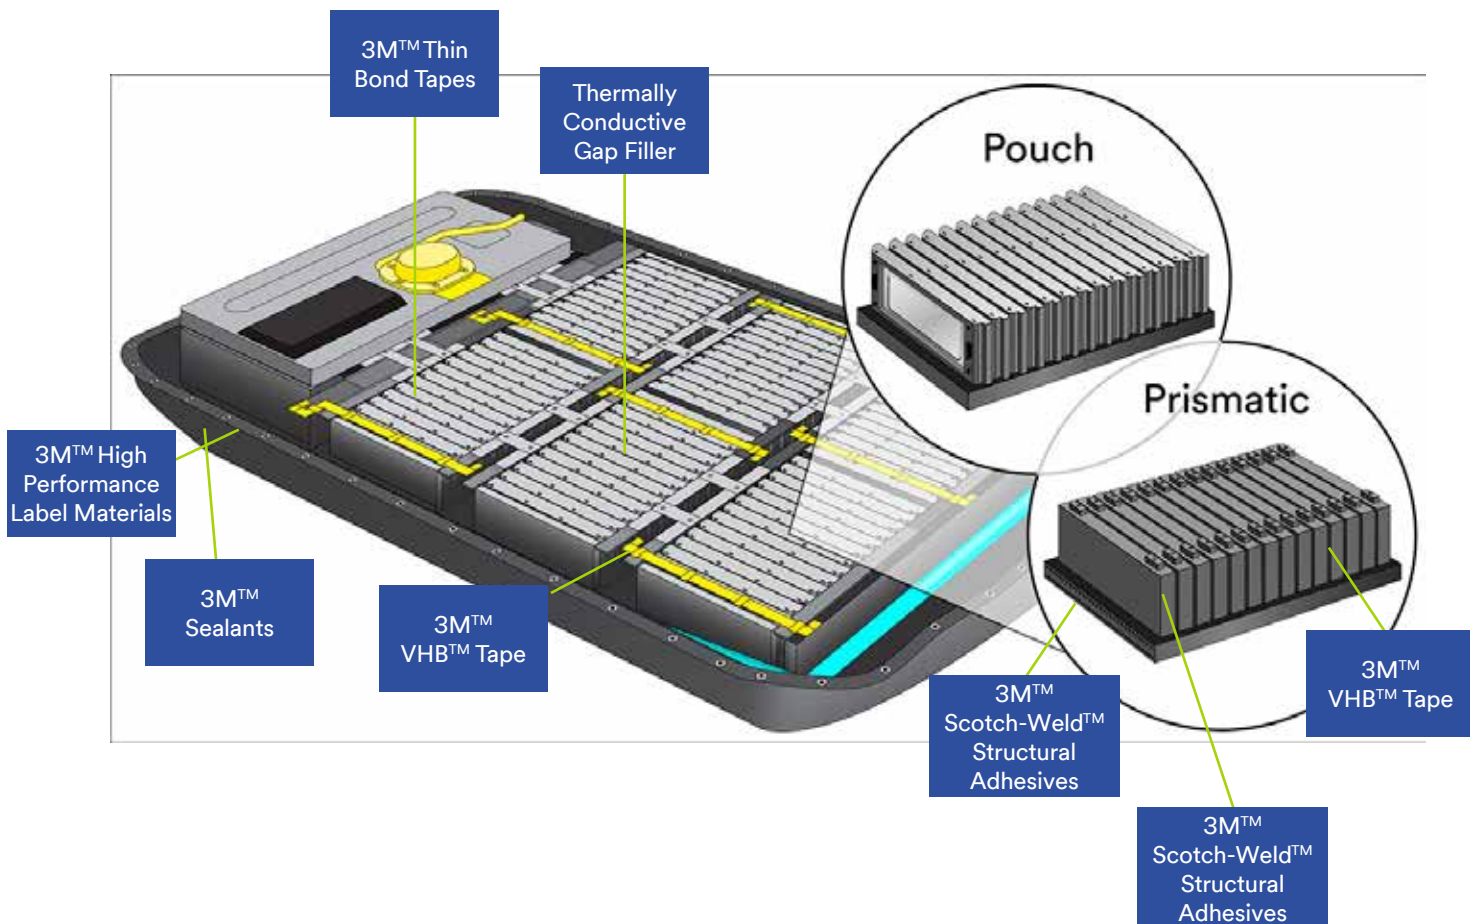 3M™ Thin
Bond Tapes
Thermally
Conductive
Gap Filler
Pouch
Prismatic
3M™ High
Performance
Label Materials
3M™
Sealants
3M™
VHB™ Tape
3M™
Scotch-Weld™
Structural
Adhesives
3M™
VHB™ Tape
3M™
Scotch-Weld™
Structural
Adhesives